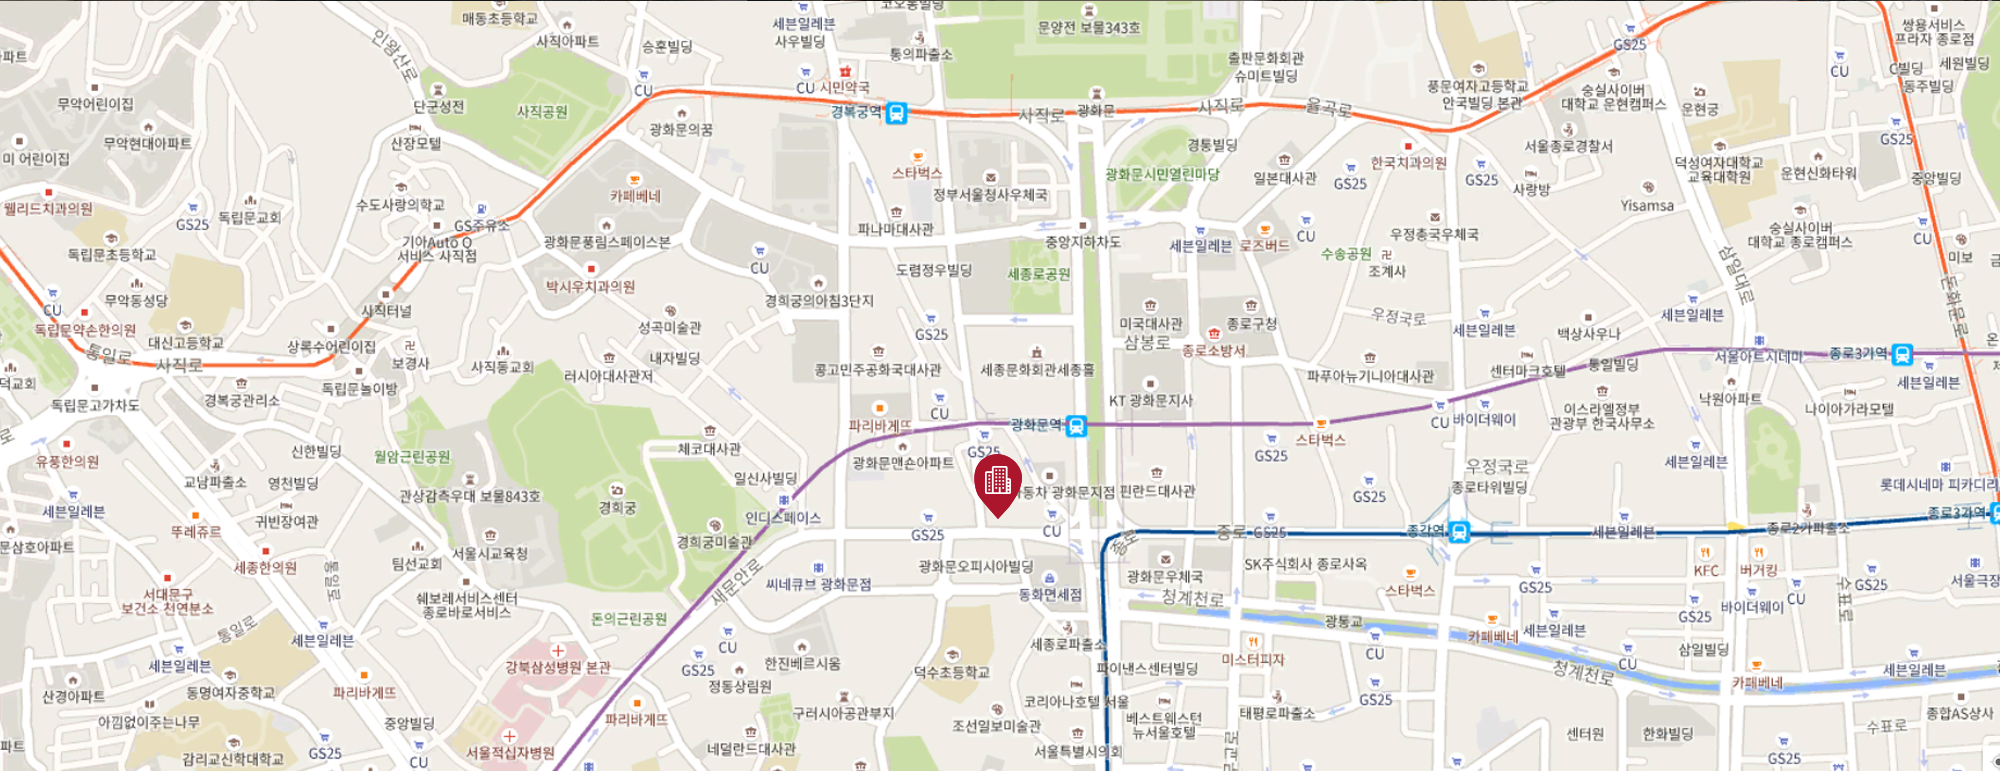 매동초등학교
사직아파트
승훈빌딩
세븐일레븐
사우빌딩
통의파출소
문양전 보물343호
출판문화회관
슈미트빌딩
GS25
쌍용서비스
프라자 종로점
인왕산로
CU
CU
시민약국
풍문여자고등학교
안국빌딩 본관
숭실사이버
대학교 운현캠퍼스
운현궁
CU
C빌딩
세원빌딩
동주빌딩
무악어린이집
단군성전
사직공원
경복궁역
사직로
광화문
사직로
율곡로
GS25
무악현대아파트
산장모텔
광화문의꿈
스타벅스
정부서울청사우체국
경통빌딩
광화문시민열린마당
일본대사관
GS25
한국치과의원
GS25
서울종로경찰서
사랑방
덕성여자대학교
교육대학원
운현신화타워
중앙빌딩
미 어린이집
웰리드치과의원
GS25
독립문교회
수도사랑의학교
GS주유소
카페베네
파나마대사관
Yisamsa
기아Auto Q
서비스 사직점
광화문풍림스페이스본
CU
중앙지하차도
세븐일레븐
로즈버드
CU
우정총국우체국
숭실사이버
대학교 종로캠퍼스
CU
미보
독립문초등학교
박시우치과의원
도렴정우빌딩
세종로공원
수송공원
조계사
삼일대로
돈화문로
무악동성당
CU
독립문약손한의원
사직터널
성곡미술관
경희궁의아침3단지
GS25
미국대사관
종로구청
우정국로
세븐일레븐
백상사우나
세븐일레븐
대신고등학교
상록수어린이집
보경사
사직동교회
내자빌딩
러시아대사관저
콩고민주공화국대사관
세종문화회관세종홀
삼봉로
종로소방서
파푸아뉴기니아대사관
센터마크호텔
통일빌딩
서울아트시네마
종로3가역
세븐일레븐
통일로
사직로
덕교회
독립문고가차도
경복궁관리소
독립문놀이방
CU
KT 광화문지사
CU
바이더웨이
이스라엘정부
관광부 한국사무소
낙원아파트
나이아가라모텔
파리바게뜨
광화문역
스타벅스
유풍한의원
신한빌딩
월암근린공원
체코대사관
광화문맨숀아파트
GS25
GS25
우정국로
종로타워빌딩
세븐일레븐
교남파출소
영천빌딩
관상감측우대 보물843호
일신사빌딩
광화문지점
핀란드대사관
GS25
롯데시네마 피카디리
세븐일레븐
귀빈장여관
경희궁
인디스페이스
뚜레쥬르
GS25
CU
종로
GS25
종각역
세븐일레븐
종로2가파출소
종로3가역
문삼호아파트
세종한의원
팀선교회
서울시교육청
경희궁미술관
광화문오피시아빌딩
광화문우체국
SK주식회사 종로사옥
KFC
버거킹
서대문구
보건소 천연분소
통일로
쉐보레서비스센터
종로바로서비스
새문안로
씨네큐브 광화문점
동화면세점
청계천로
스타벅스
GS25
GS25
바이더웨이
CU
GS25
수표로
서울극장
통일로
세븐일레븐
돈의근린공원
CU
세종로파출소
광통교
CU
카페베네
세븐일레븐
삼일빌딩
세븐일레븐
강북삼성병원 본관
GS25
한진베르시움
덕수초등학교
파이낸스센터빌딩
미스터피자
청계천로
CU
카페베네
세븐일레븐
산경아파트
동명여자중학교
파리바게뜨
정동상림원
구러시아공관부지
코리아나호텔 서울
GS25
아낌없이주는나무
중앙빌딩
파리바게뜨
조선일보미술관
베스트웨스턴
뉴서울호텔
태평로파출소
수표로
종합AS상사
감리교신학대학교
GS25
CU
서울적십자병원
네덜란드대사관
서울특별시의회
센터원
한화빌딩
GS25